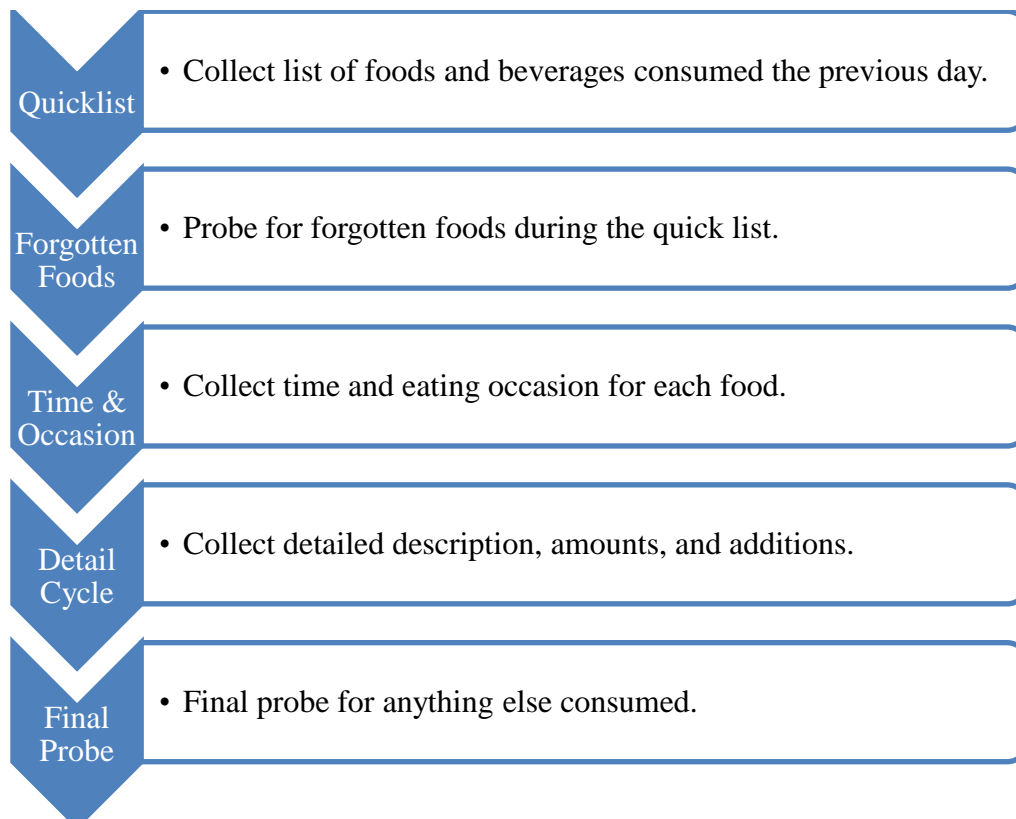 Quicklist
• Collect list of foods and beverages consumed the previous day.
Forgotten
Foods
• Probe for forgotten foods during the quick list.
Time &
Occasion
• Collect time and eating occasion for each food.
Detail
Cycle
• Collect detailed description, amounts, and additions.
Final
Probe
• Final probe for anything else consumed.